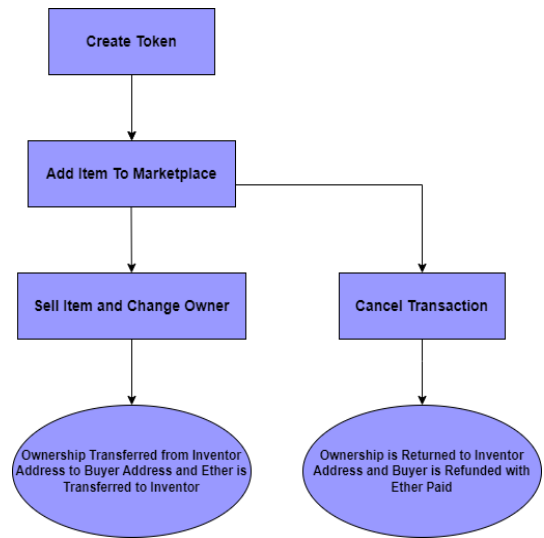 Create Token
Add Item To Marketplace
Sell Item and Change Owner
Cancel Transaction
Ownership Transferred from Inventor
Address to Buyer Address and Ether is
Transferred to Inventor
Ownership is Returned to Inventor
Address and Buyer is Refunded with
Ether Paid